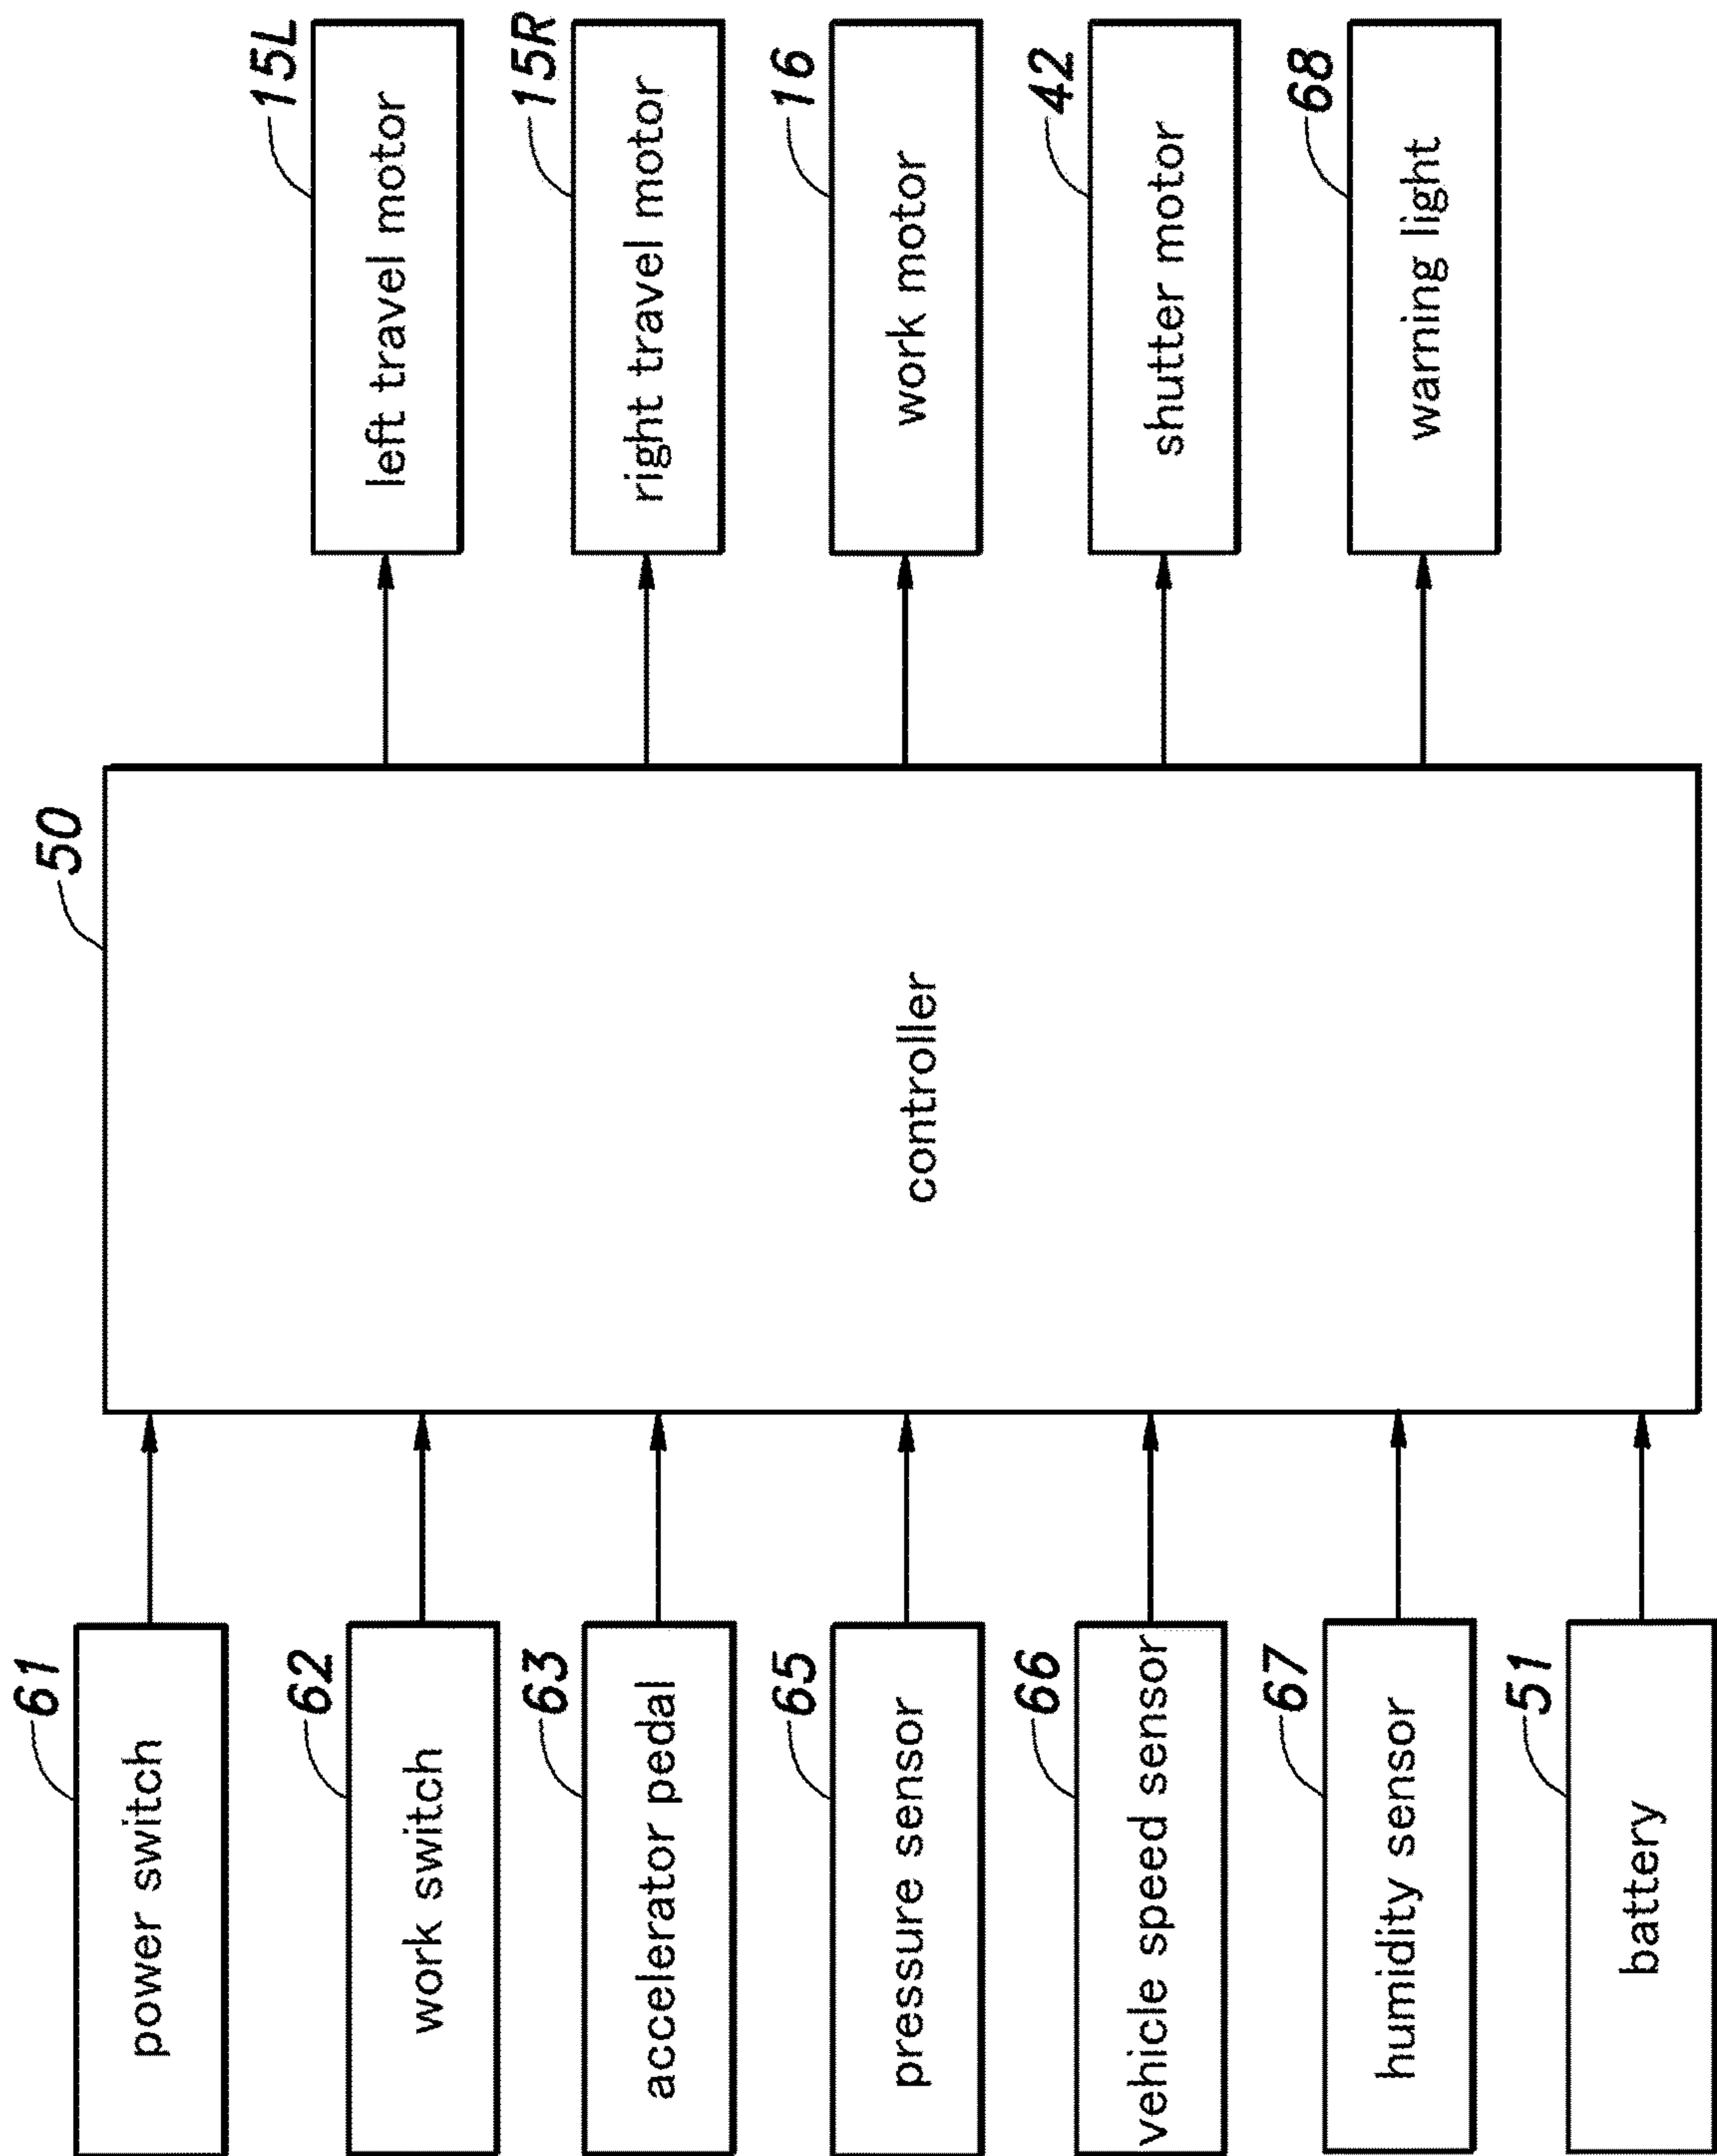 50
controller
61
power switch
62
work switch
63
accelerator pedal
65
pressure sensor
66
vehicle speed sensor
67
humidity sensor
51
battery
15L
left travel motor
15R
right travel motor
16
work motor
42
shutter motor
68
warning light